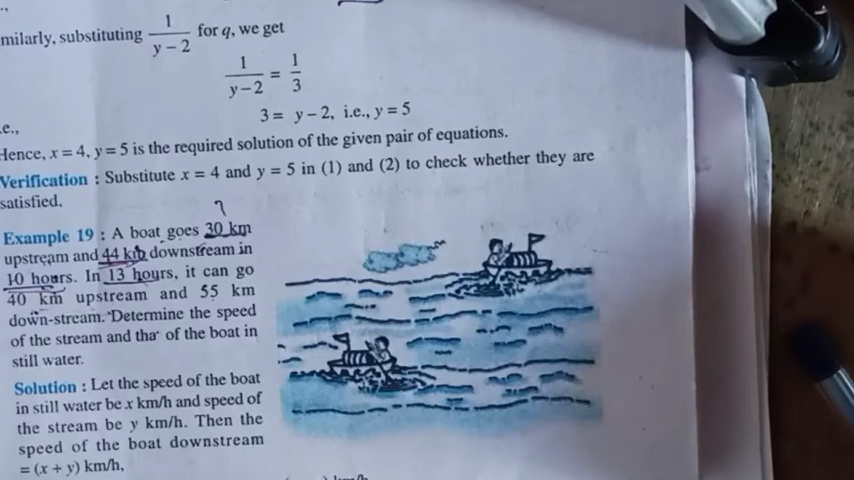 milarly, substituting 1/(y – 2) for q, we get
1/(y – 2) = 1/3
3 = y – 2, i.e., y = 5
.e.,
Hence, x = 4, y = 5 is the required solution of the given pair of equations.
Verification : Substitute x = 4 and y = 5 in (1) and (2) to check whether they are
satisfied.
Example 19 : A boat goes 30 km
upstream and 44 km downstream in
10 hours. In 13 hours, it can go
40 km upstream and 55 km
down-stream. Determine the speed
of the stream and tha of the boat in
still water.
Solution : Let the speed of the boat
in still water be x km/h and speed of
the stream be y km/h. Then the
speed of the boat downstream
= (x + y) km/h,